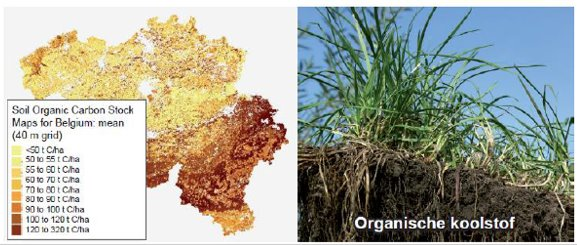 Soil Organic Carbon Stock
Maps for Belgium: mean
(40 m grid)
<50 t C/ha
50 to 55 t C/ha
55 to 60 t C/ha
60 to 70 t C/ha
70 to 80 t C/ha
80 to 90 t C/ha
90 to 100 t C/ha
100 to 120 t C/ha
120 to 320 t C/ha
Organische koolstof